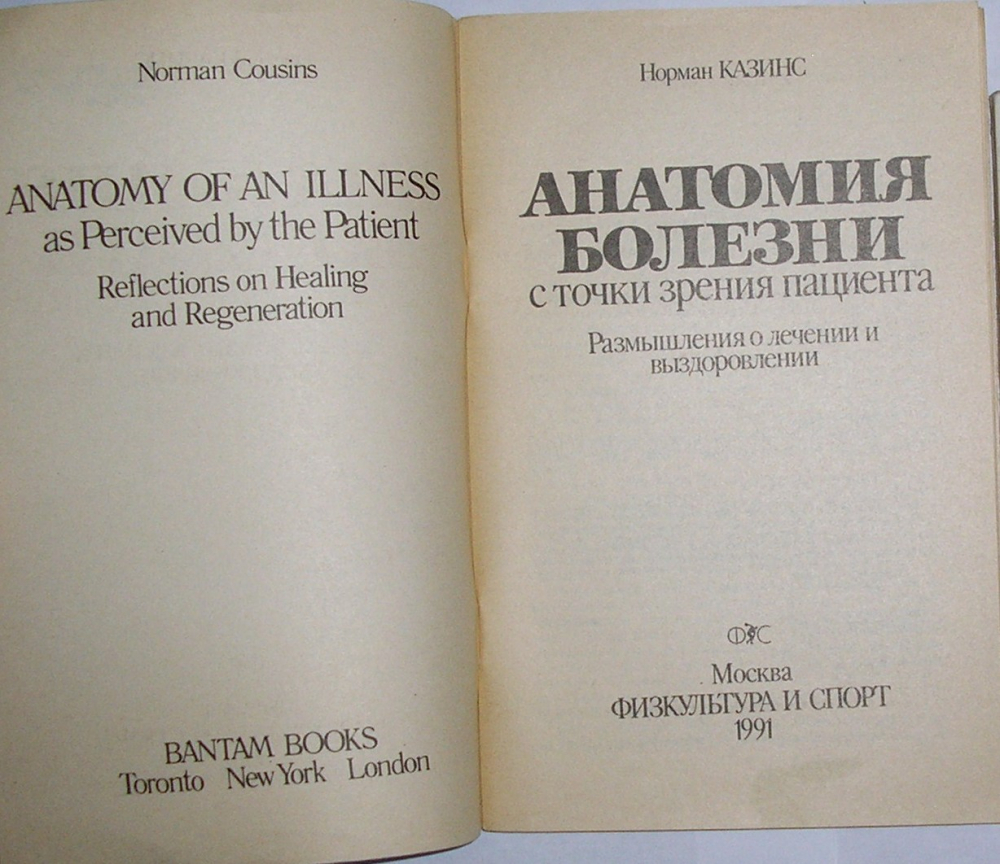 Norman Cousins
ANATOMY OF AN ILLNESS
as Perceived by the Patient
Reflections on Healing
and Regeneration
BANTAM BOOKS
Toronto New York London
Норман КАЗИНС
АНАТОМИЯ
БОЛЕЗНИ
с точки зрения пациента
Размышления о лечении и
выздоровлении
ФиС
Москва
ФИЗКУЛЬТУРА И СПОРТ
1991